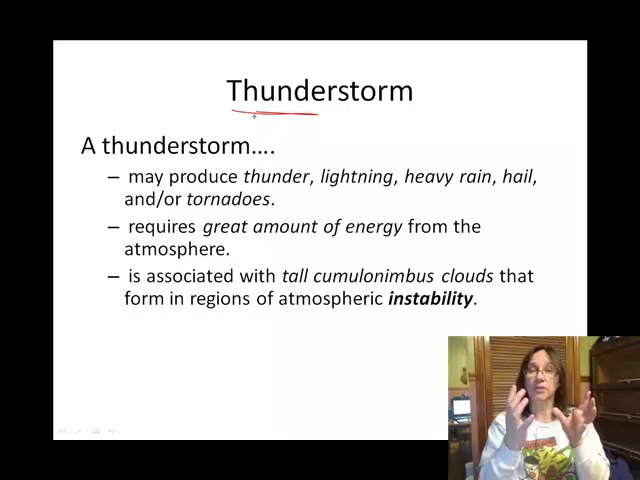 Thunderstorm
A thunderstorm….
– may produce thunder, lightning, heavy rain, hail,
and/or tornadoes.
– requires great amount of energy from the
atmosphere.
– is associated with tall cumulonimbus clouds that
form in regions of atmospheric instability.